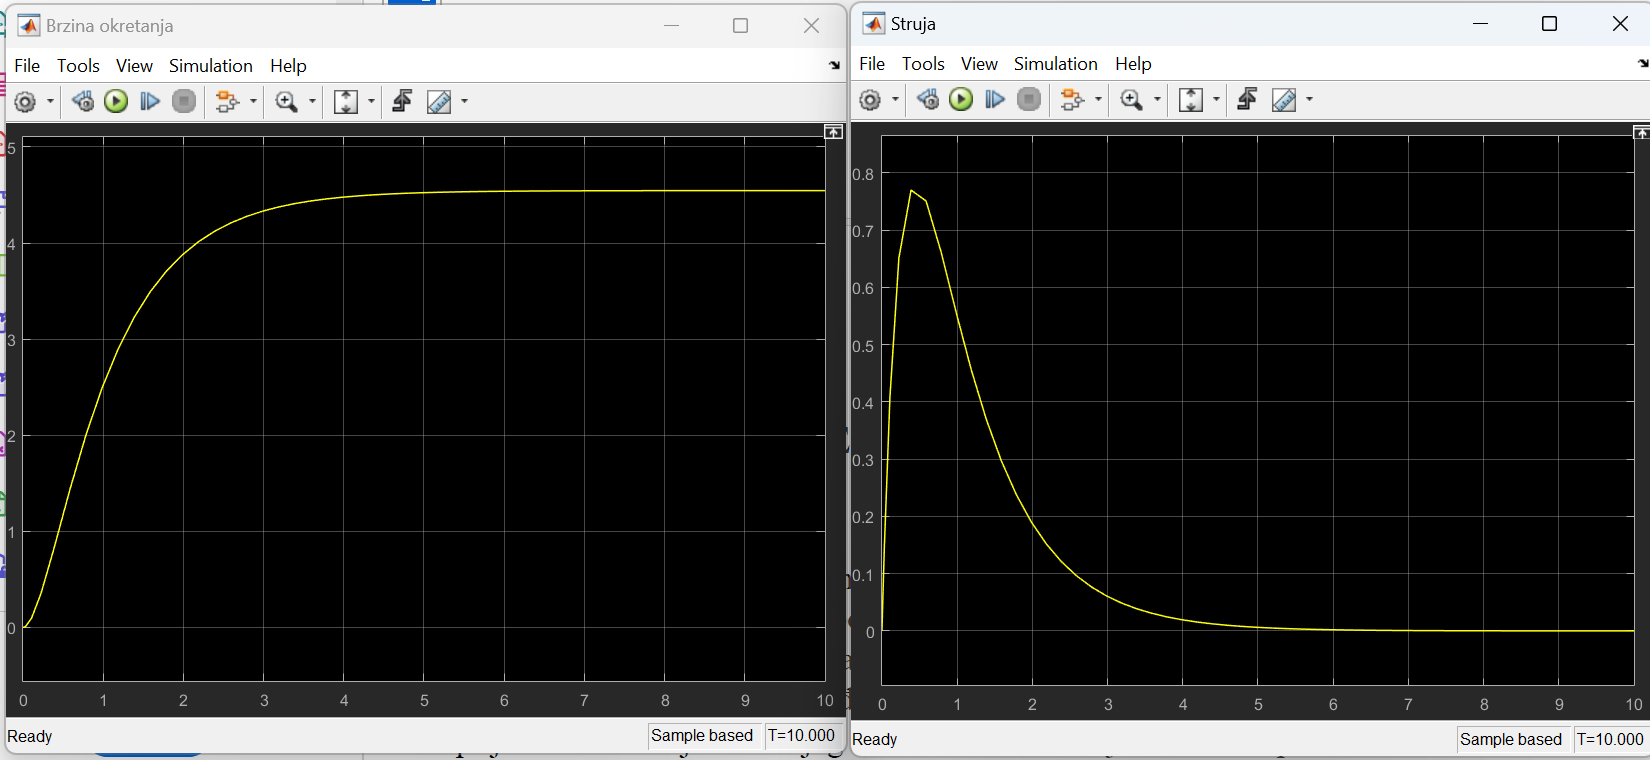 Brzina okretanja
File Tools View Simulation Help
5
4
3
2
1
0
0 1 2 3 4 5 6 7 8 9 10
Ready
Sample based
T=10.000
Struja
File Tools View Simulation Help
0.8
0.7
0.6
0.5
0.4
0.3
0.2
0.1
0
0 1 2 3 4 5 6 7 8 9 10
Ready
Sample based
T=10.000